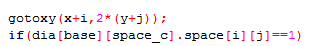 gotoxy(x+i,2*(y+j));
if(dia[base][space_c].space[i][j]==1)